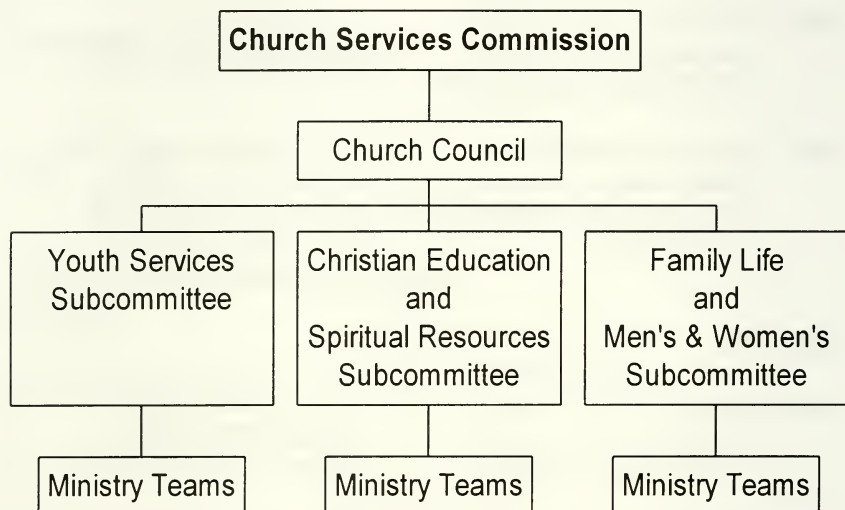 Church Services Commission
Church Council
Youth Services
Subcommittee
Christian Education
and
Spiritual Resources
Subcommittee
Family Life
and
Men's & Women's
Subcommittee
Ministry Teams
Ministry Teams
Ministry Teams